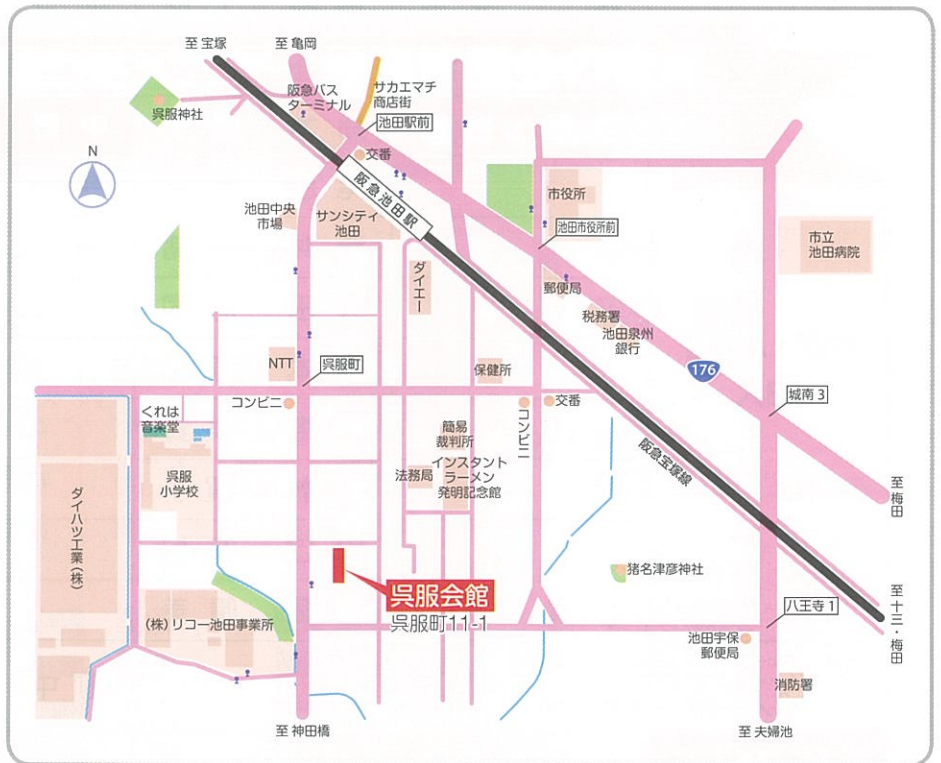 至 宝塚
至 亀岡
阪急バス
ターミナル
サカエマチ
商店街
呉服神社
池田駅前
交番
N
阪急池田駅
池田中央
市場
サンシティ
池田
市役所
池田市役所前
市立
池田病院
ダイエー
郵便局
税務署
池田泉州
銀行
NTT
呉服町
保健所
176
城南 3
コンビニ
くれは
音楽堂
コンビニ
交番
簡易
裁判所
阪急宝塚線
呉服
小学校
法務局
インスタント
ラーメン
発明記念館
至 梅田
ダイハツ工業(株)
猪名津彦神社
呉服会館
呉服町11-1
至 十三・梅田
八王寺 1
(株)リコー池田事業所
池田宇保
郵便局
消防署
至 神田橋
至 夫婦池